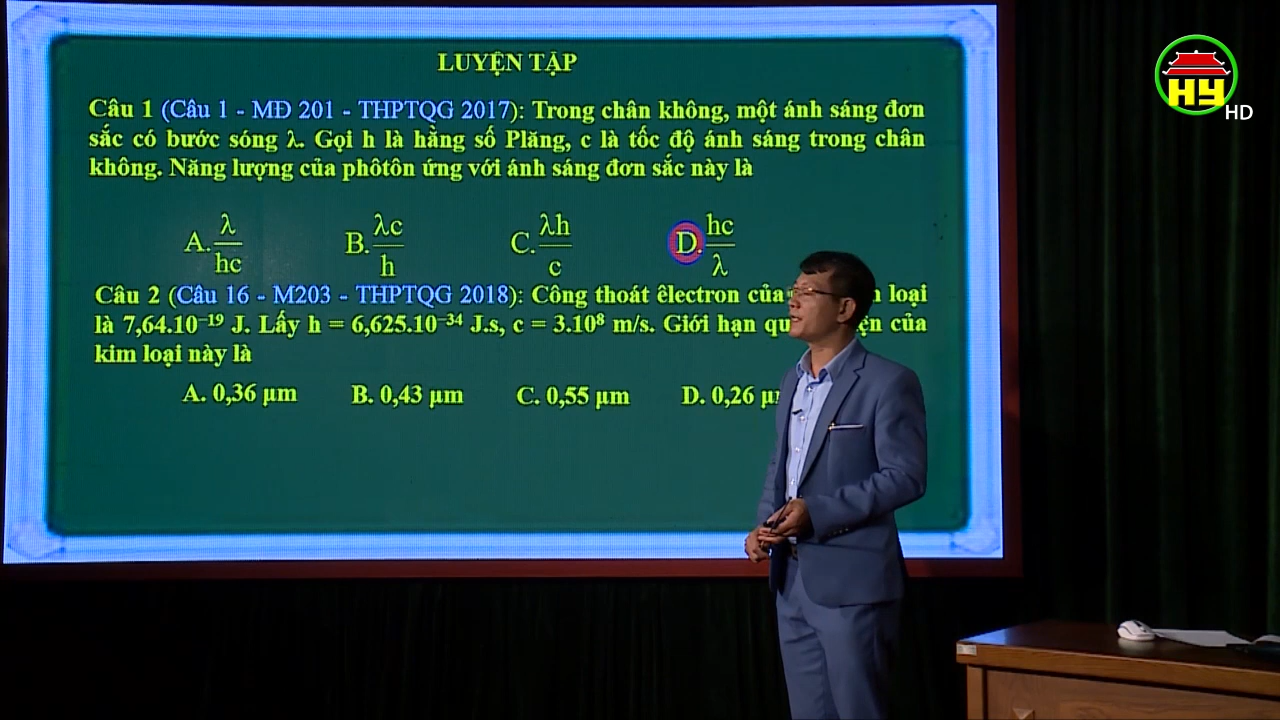 LUYỆN TẬP
Câu 1 (Câu 1 - MĐ 201 - THPTQG 2017): Trong chân không, một ánh sáng đơn
sắc có bước sóng λ. Gọi h là hằng số Plăng, c là tốc độ ánh sáng trong chân
không. Năng lượng của phôtôn ứng với ánh sáng đơn sắc này là
A. λ/hc B. λc/h C. λh/c D. hc/λ
Câu 2 (Câu 16 - M203 - THPTQG 2018): Công thoát êlectron của loại
là 7,64.10⁻¹⁹ J. Lấy h = 6,625.10⁻³⁴ J.s, c = 3.10⁸ m/s. Giới hạn của
kim loại này là
A. 0,36 µm B. 0,43 µm C. 0,55 µm D. 0,26
HY
HD